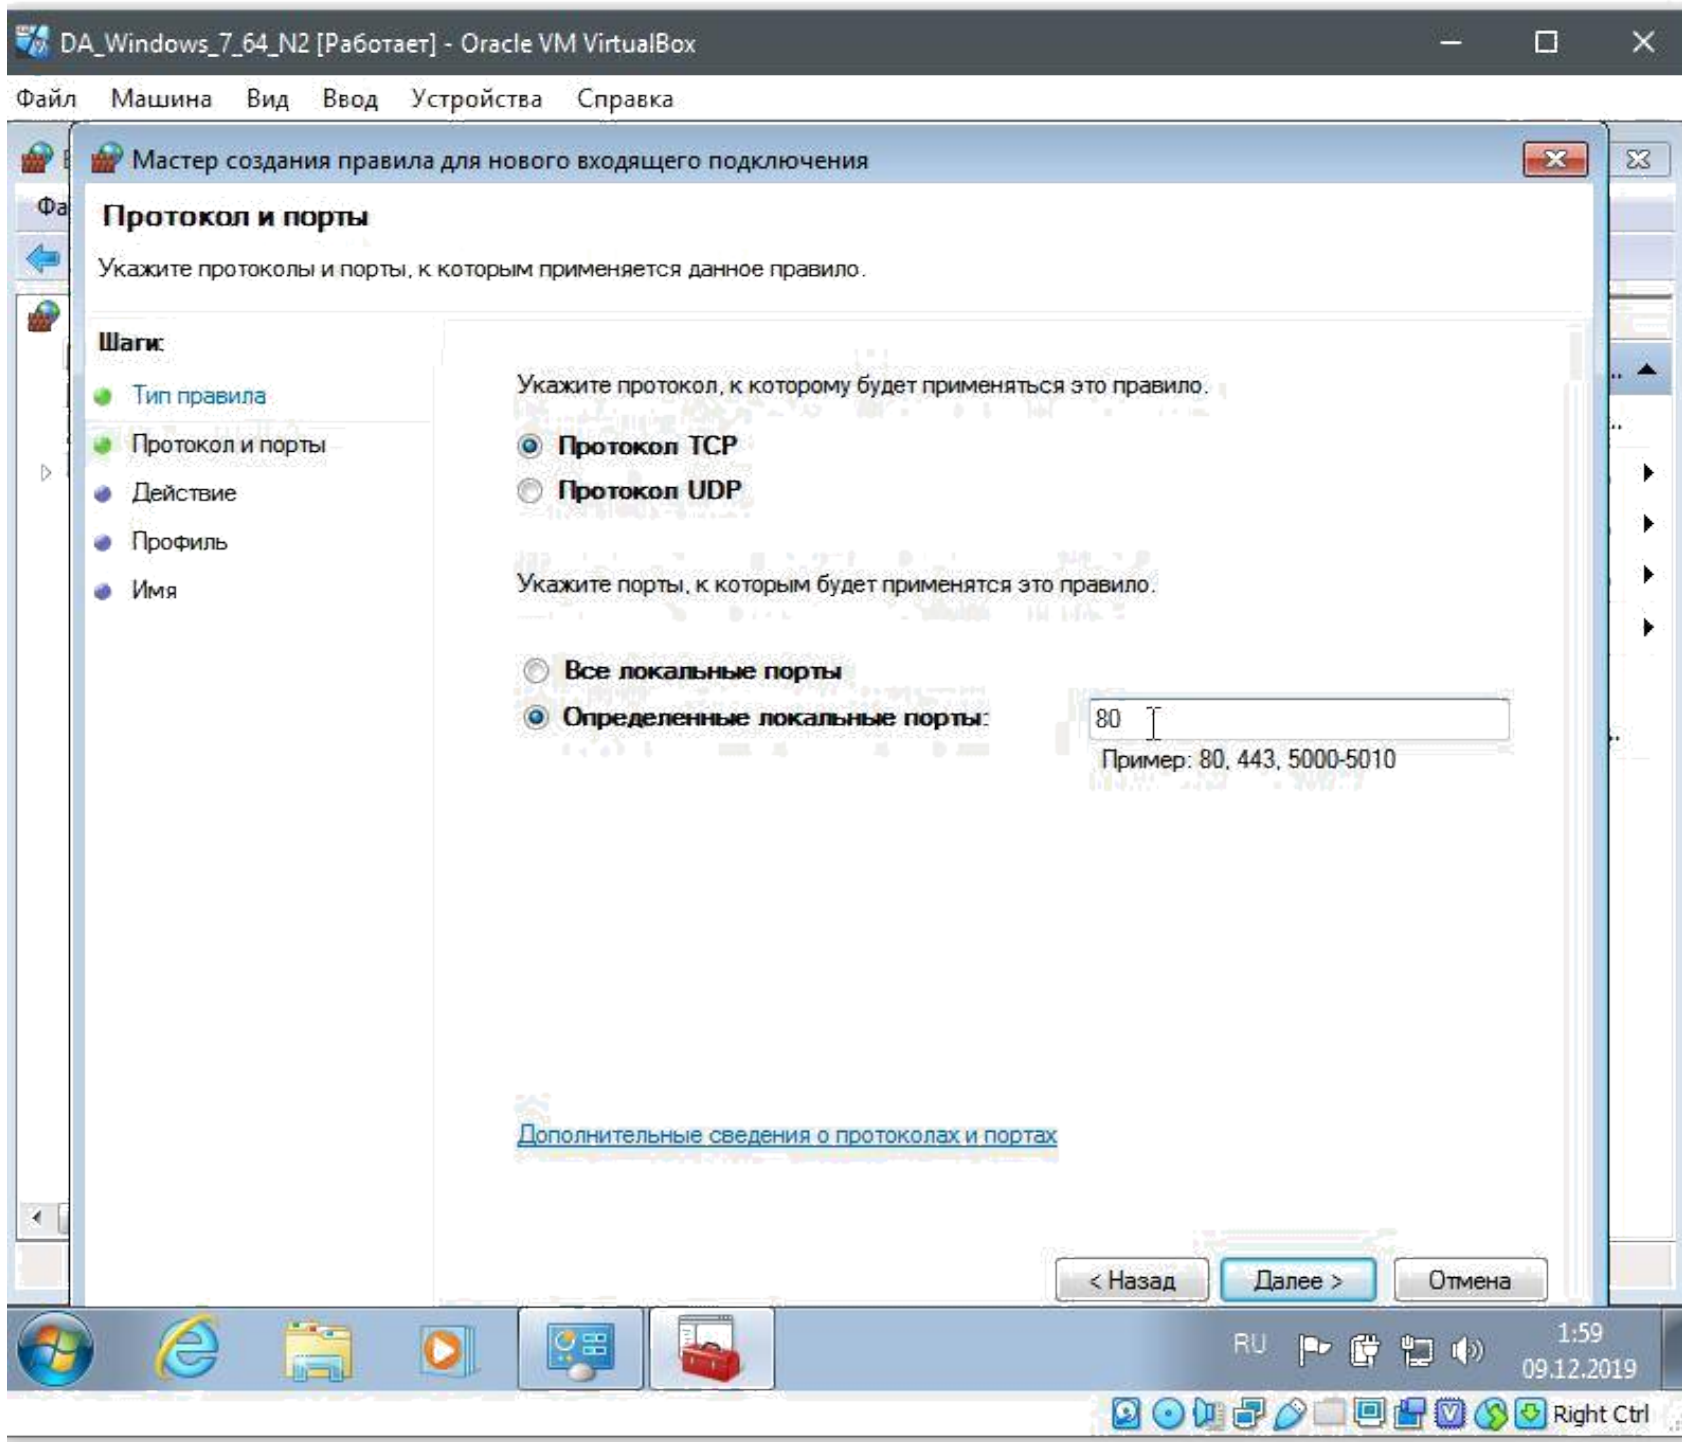 DA_Windows_7_64_N2 [Работает] - Oracle VM VirtualBox
Файл Машина Вид Ввод Устройства Справка
Мастер создания правила для нового входящего подключения
Фа
Протокол и порты
Укажите протоколы и порты, к которым применяется данное правило.
Шаги:
Тип правила
Протокол и порты
Действие
Профиль
Имя
Укажите протокол, к которому будет применяться это правило.
Протокол TCP
Протокол UDP
Укажите порты, к которым будет применятся это правило.
Все локальные порты
Определенные локальные порты:
80
Пример: 80, 443, 5000-5010
Дополнительные сведения о протоколах и портах
< Назад Далее > Отмена
RU
1:59
09.12.2019
Right Ctrl